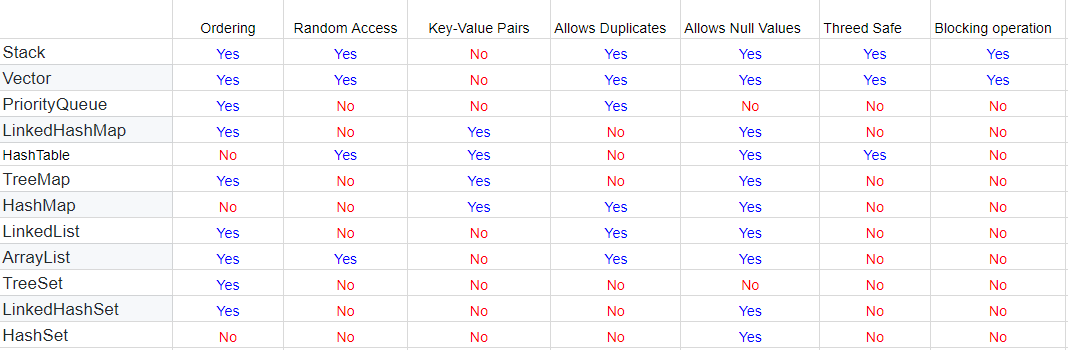 Ordering Random Access Key-Value Pairs Allows Duplicates Allows Null Values Threed Safe Blocking operation
Stack Yes Yes No Yes Yes Yes Yes
Vector Yes Yes No Yes Yes Yes Yes
PriorityQueue Yes No No Yes No No No
LinkedHashMap Yes No Yes No Yes No No
HashTable No Yes Yes No Yes Yes No
TreeMap Yes No Yes No Yes No No
HashMap No No Yes Yes Yes No No
LinkedList Yes No No Yes Yes No No
ArrayList Yes Yes No Yes Yes No No
TreeSet Yes No No No No No No
LinkedHashSet Yes No No No Yes No No
HashSet No No No No Yes No No